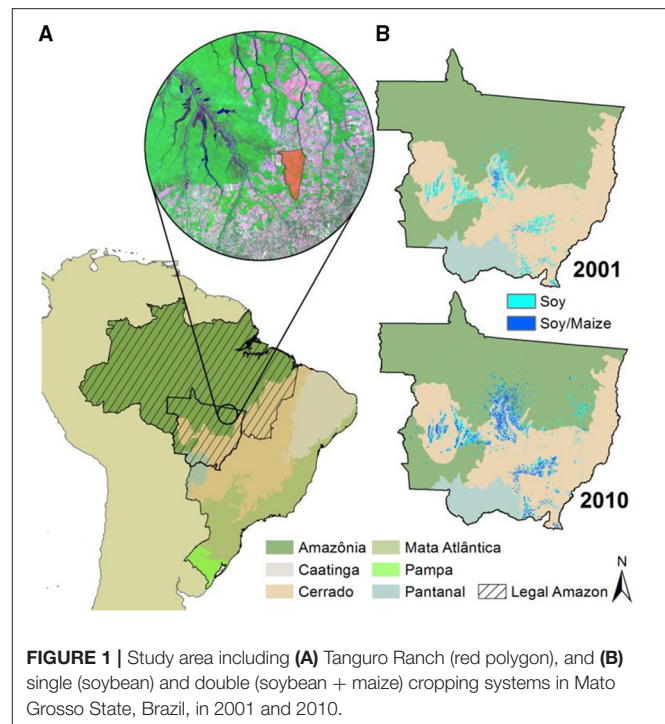 A
B
2001
Soy
Soy/Maize
2010
Amazônia
Mata Atlântica
Caatinga
Pampa
Cerrado
Pantanal
Legal Amazon
N
FIGURE 1 | Study area including (A) Tanguro Ranch (red polygon), and (B)
single (soybean) and double (soybean + maize) cropping systems in Mato
Grosso State, Brazil, in 2001 and 2010.